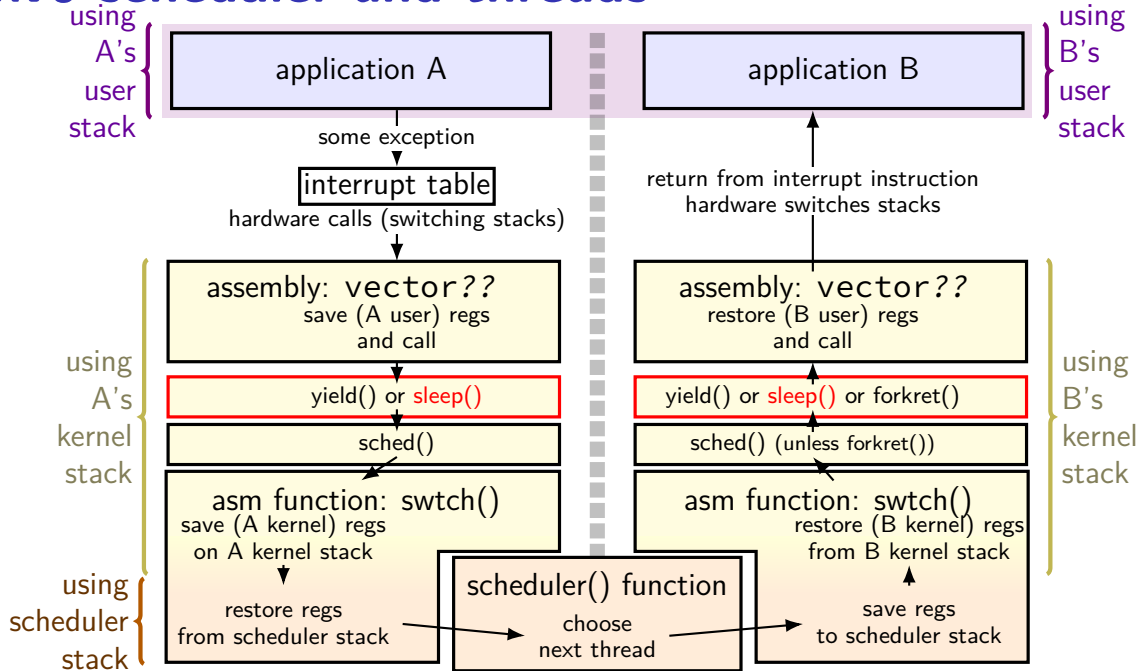 scheduler and threads
using
A's
user
stack
application A
application B
using
B's
user
stack
some exception
interrupt table
hardware calls (switching stacks)
return from interrupt instruction
hardware switches stacks
using
A's
kernel
stack
assembly: vector??
save (A user) regs
and call
yield() or sleep()
sched()
asm function: swtch()
save (A kernel) regs
on A kernel stack
assembly: vector??
restore (B user) regs
and call
yield() or sleep() or forkret()
sched() (unless forkret())
asm function: swtch()
restore (B kernel) regs
from B kernel stack
using
B's
kernel
stack
using
scheduler
stack
restore regs
from scheduler stack
scheduler() function
choose
next thread
save regs
to scheduler stack